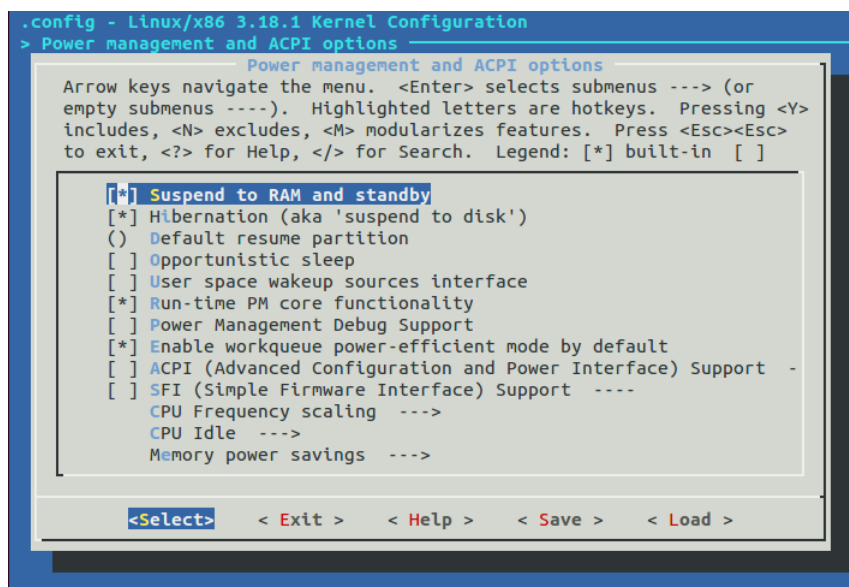 .config - Linux/x86 3.18.1 Kernel Configuration
> Power management and ACPI options
Power management and ACPI options
Arrow keys navigate the menu.  <Enter> selects submenus ---> (or
empty submenus ----).  Highlighted letters are hotkeys.  Pressing <Y>
includes, <N> excludes, <M> modularizes features.  Press <Esc><Esc>
to exit, <?> for Help, </> for Search.  Legend: [*] built-in  [ ]
[*] Suspend to RAM and standby
[*] Hibernation (aka 'suspend to disk')
()  Default resume partition
[ ] Opportunistic sleep
[ ] User space wakeup sources interface
[*] Run-time PM core functionality
[ ] Power Management Debug Support
[*] Enable workqueue power-efficient mode by default
[ ] ACPI (Advanced Configuration and Power Interface) Support  -
[ ] SFI (Simple Firmware Interface) Support  ----
CPU Frequency scaling  --->
CPU Idle  --->
Memory power savings  --->
<Select>    < Exit >    < Help >    < Save >    < Load >